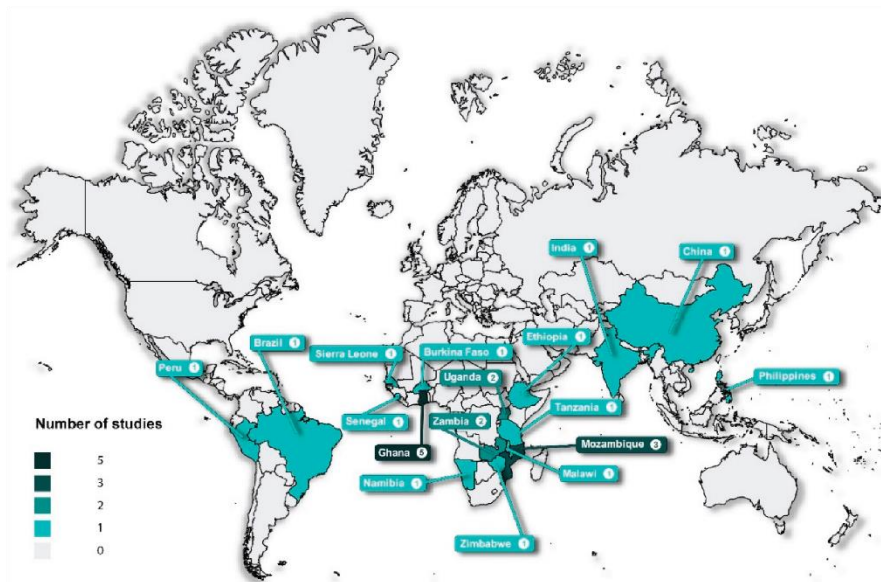 India 1
China 1
Brazil 1
Peru 1
Sierra Leone 1
Burkina Faso 1
Ethiopia 1
Uganda 2
Philippines 1
Senegal 1
Zambia 2
Tanzania 1
Ghana 5
Mozambique 3
Namibia 1
Malawi 1
Zimbabwe 1
Number of studies
5
3
2
1
0